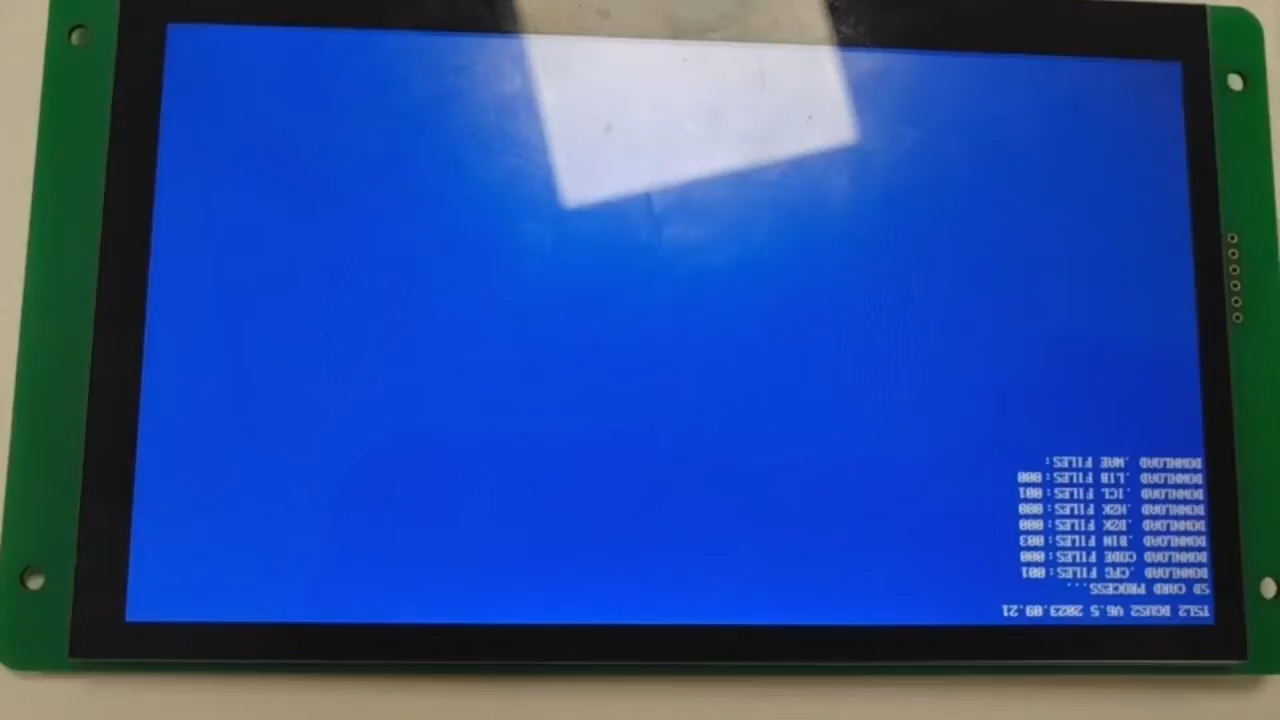 T5L2 DGUS2 V6.5 2023.09.21
SD CARD PROCESS...
DOWNLOAD .CFG FILES:001
DOWNLOAD CODE FILES:000
DOWNLOAD .BIN FILES:003
DOWNLOAD .DZK FILES:000
DOWNLOAD .HZK FILES:000
DOWNLOAD .ICL FILES:001
DOWNLOAD .LIB FILES:000
DOWNLOAD .WAE FILES: